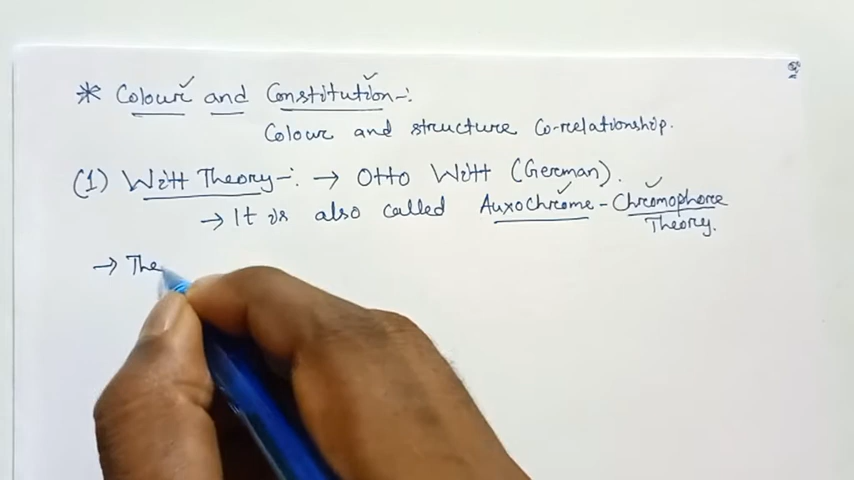 * Colour and Constitution-:
Colour and structure Co-relationship.
(1) Witt Theory-: → Otto Witt (German).
→ It is also called Auxochrome - Chromophore
Theory.
→ The